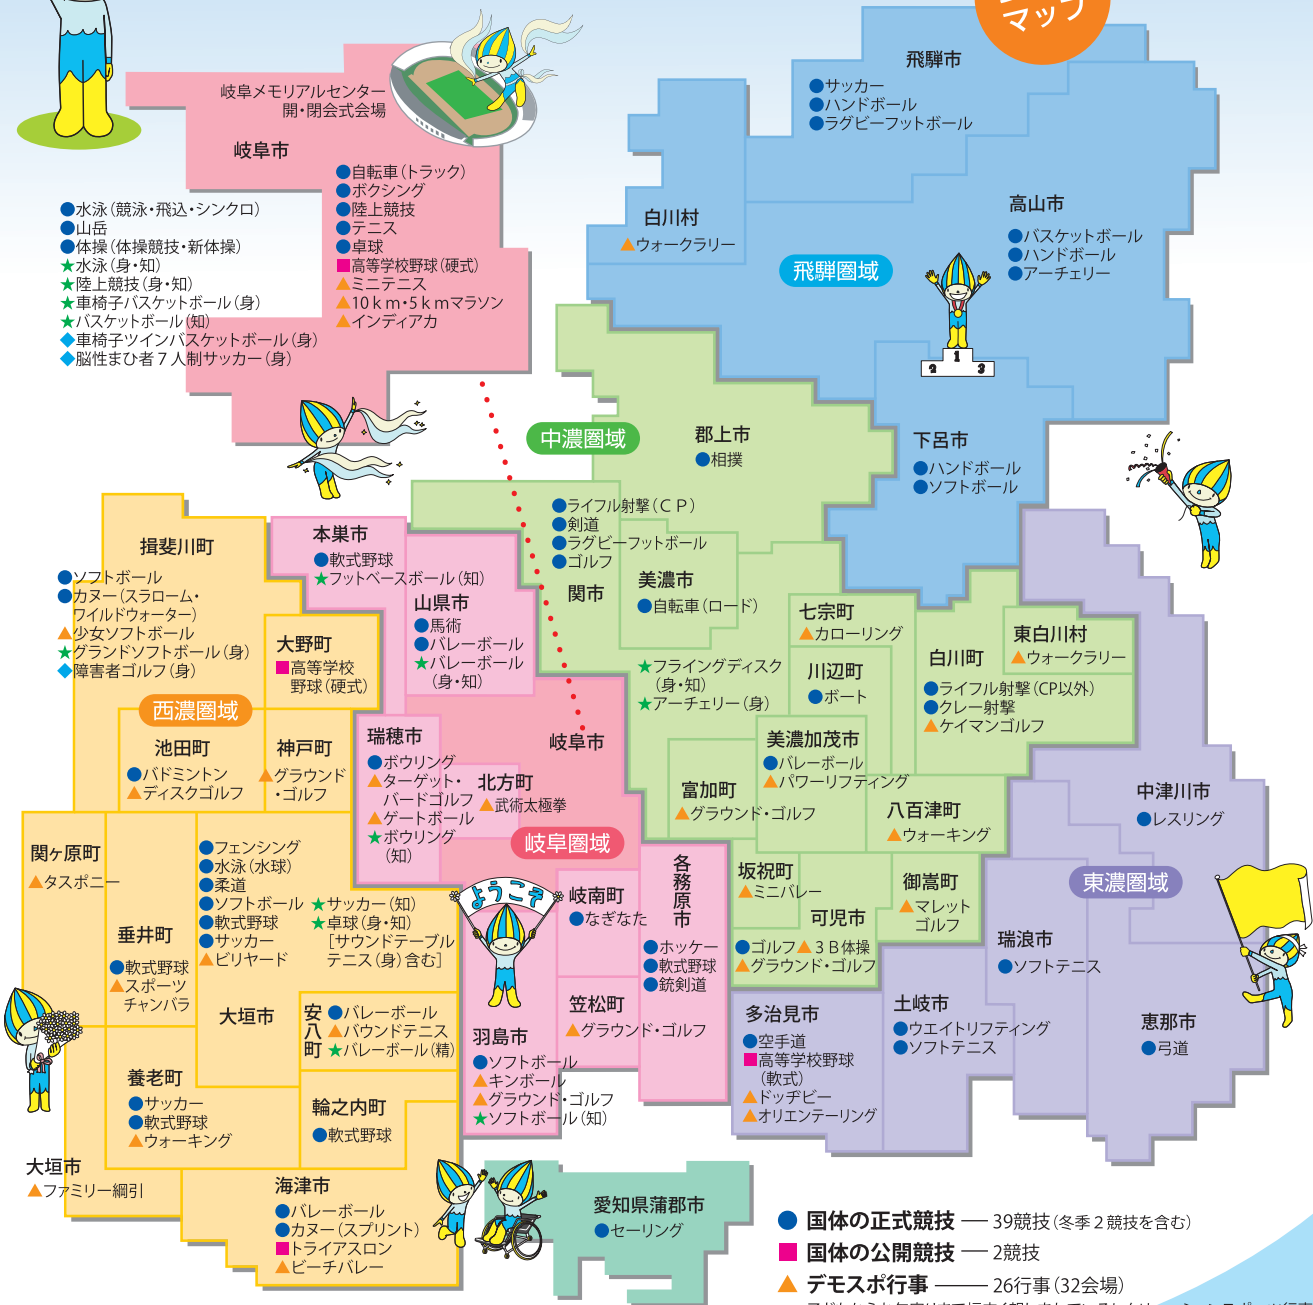 マップ
岐阜メモリアルセンター
開・閉会式会場
岐阜市
●水泳（競泳・飛込・シンクロ）
●山岳
●体操（体操競技・新体操）
★水泳（身・知）
★陸上競技（身・知）
★車椅子バスケットボール（身）
★バスケットボール（知）
◆車椅子ツインバスケットボール（身）
◆脳性まひ者７人制サッカー（身）
●自転車（トラック）
●ボクシング
●陸上競技
●テニス
●卓球
■高等学校野球（硬式）
▲ミニテニス
▲10ｋｍ・5ｋｍマラソン
▲インディアカ
飛騨市
●サッカー
●ハンドボール
●ラグビーフットボール
白川村
▲ウォークラリー
飛騨圏域
高山市
●バスケットボール
●ハンドボール
●アーチェリー
1
2
3
下呂市
●ハンドボール
●ソフトボール
中濃圏域
郡上市
●相撲
●ライフル射撃（ＣＰ）
●剣道
●ラグビーフットボール
●ゴルフ
関市
★フライングディスク
（身・知）
★アーチェリー（身）
美濃市
●自転車（ロード）
七宗町
▲カローリング
川辺町
●ボート
白川町
●ライフル射撃（CP以外）
●クレー射撃
▲ケイマンゴルフ
東白川村
▲ウォークラリー
美濃加茂市
●バレーボール
▲パワーリフティング
富加町
▲グラウンド・ゴルフ
八百津町
▲ウォーキング
坂祝町
▲ミニバレー
可児市
●ゴルフ▲３Ｂ体操
▲グラウンド・ゴルフ
御嵩町
▲マレット
ゴルフ
揖斐川町
●ソフトボール
●カヌー（スラローム・
ワイルドウォーター）
▲少女ソフトボール
★グランドソフトボール（身）
◆障害者ゴルフ（身）
大野町
■高等学校
野球（硬式）
西濃圏域
池田町
●バドミントン
▲ディスクゴルフ
神戸町
▲グラウンド
・ゴルフ
関ヶ原町
▲タスポニー
垂井町
●軟式野球
▲スポーツ
チャンバラ
●フェンシング
●水泳（水球）
●柔道
●ソフトボール
●軟式野球
●サッカー
▲ビリヤード
★サッカー（知）
★卓球（身・知）
［サウンドテーブル
テニス（身）含む］
大垣市
安八町
●バレーボール
▲バウンドテニス
★バレーボール（精）
養老町
●サッカー
●軟式野球
▲ウォーキング
輪之内町
●軟式野球
大垣市
▲ファミリー綱引
海津市
●バレーボール
●カヌー（スプリント）
■トライアスロン
▲ビーチバレー
本巣市
●軟式野球
★フットベースボール（知）
山県市
●馬術
●バレーボール
★バレーボール
（身・知）
瑞穂市
●ボウリング
▲ターゲット・
バードゴルフ
▲ゲートボール
★ボウリング
（知）
北方町
▲武術太極拳
岐阜市
岐阜圏域
ようこそ
岐南町
●なぎなた
各務原市
●ホッケー
●軟式野球
●銃剣道
笠松町
▲グラウンド・ゴルフ
羽島市
●ソフトボール
▲キンボール
▲グラウンド・ゴルフ
★ソフトボール（知）
中津川市
●レスリング
東濃圏域
瑞浪市
●ソフトテニス
恵那市
●弓道
土岐市
●ウエイトリフティング
●ソフトテニス
多治見市
●空手道
■高等学校野球
（軟式）
▲ドッヂビー
▲オリエンテーリング
愛知県蒲郡市
●セーリング
●国体の正式競技 ― 39競技（冬季２競技を含む）
■国体の公開競技 ― 2競技
▲デモスポ行事 ――― 26行事（32会場）